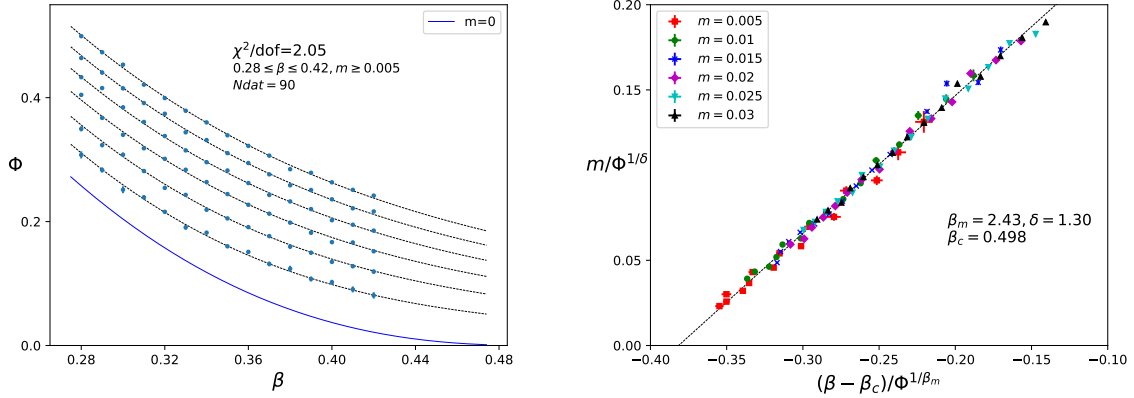 m=0
χ²/dof=2.05
0.28 ≤ β ≤ 0.42, m ≥ 0.005
Ndat = 90
Φ
0.4
0.2
0.0
0.28 0.32 0.36 0.40 0.44 0.48
β
m = 0.005
m = 0.01
m = 0.015
m = 0.02
m = 0.025
m = 0.03
m/Φ^{1/δ}
0.20
0.15
0.05
0.00
β_m = 2.43, δ = 1.30
β_c = 0.498
−0.40 −0.35 −0.30 −0.25 −0.20 −0.15 −0.10
(β − β_c)/Φ^{1/β_m}